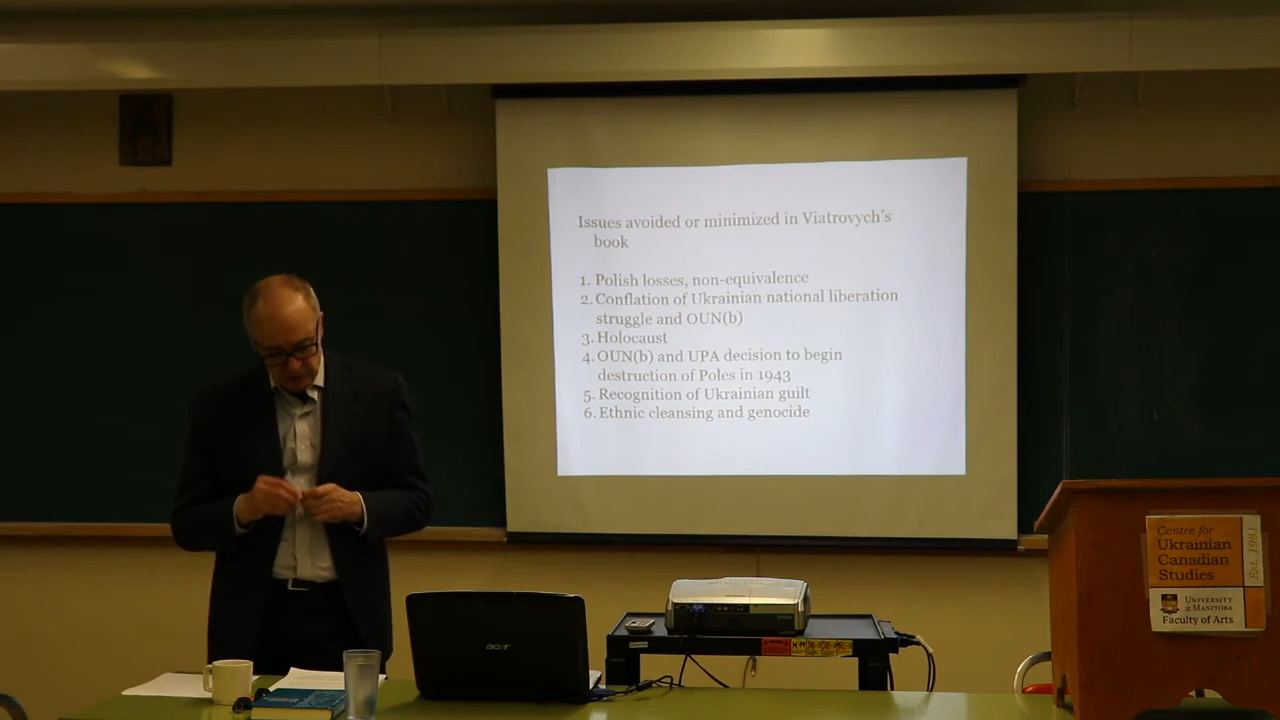 Issues avoided or minimized in Viatrovych's
book
1. Polish losses, non-equivalence
2. Conflation of Ukrainian national liberation
struggle and OUN(b)
3. Holocaust
4. OUN(b) and UPA decision to begin
destruction of Poles in 1943
5. Recognition of Ukrainian guilt
6. Ethnic cleansing and genocide
Centre for
Ukrainian
Canadian
Studies
Est. 1981
University
of Manitoba
Faculty of Arts
acer